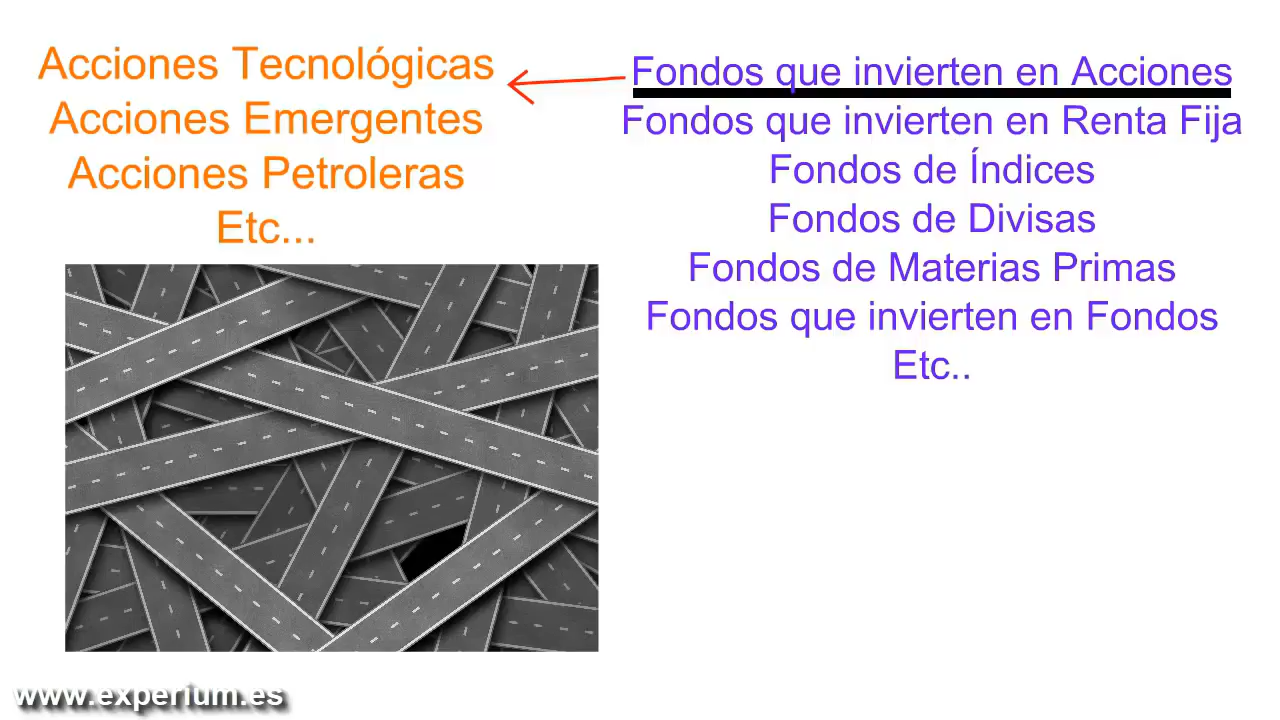 Acciones Tecnológicas
Acciones Emergentes
Acciones Petroleras
Etc...
Fondos que invierten en Acciones
Fondos que invierten en Renta Fija
Fondos de Índices
Fondos de Divisas
Fondos de Materias Primas
Fondos que invierten en Fondos
Etc..
www.experium.es